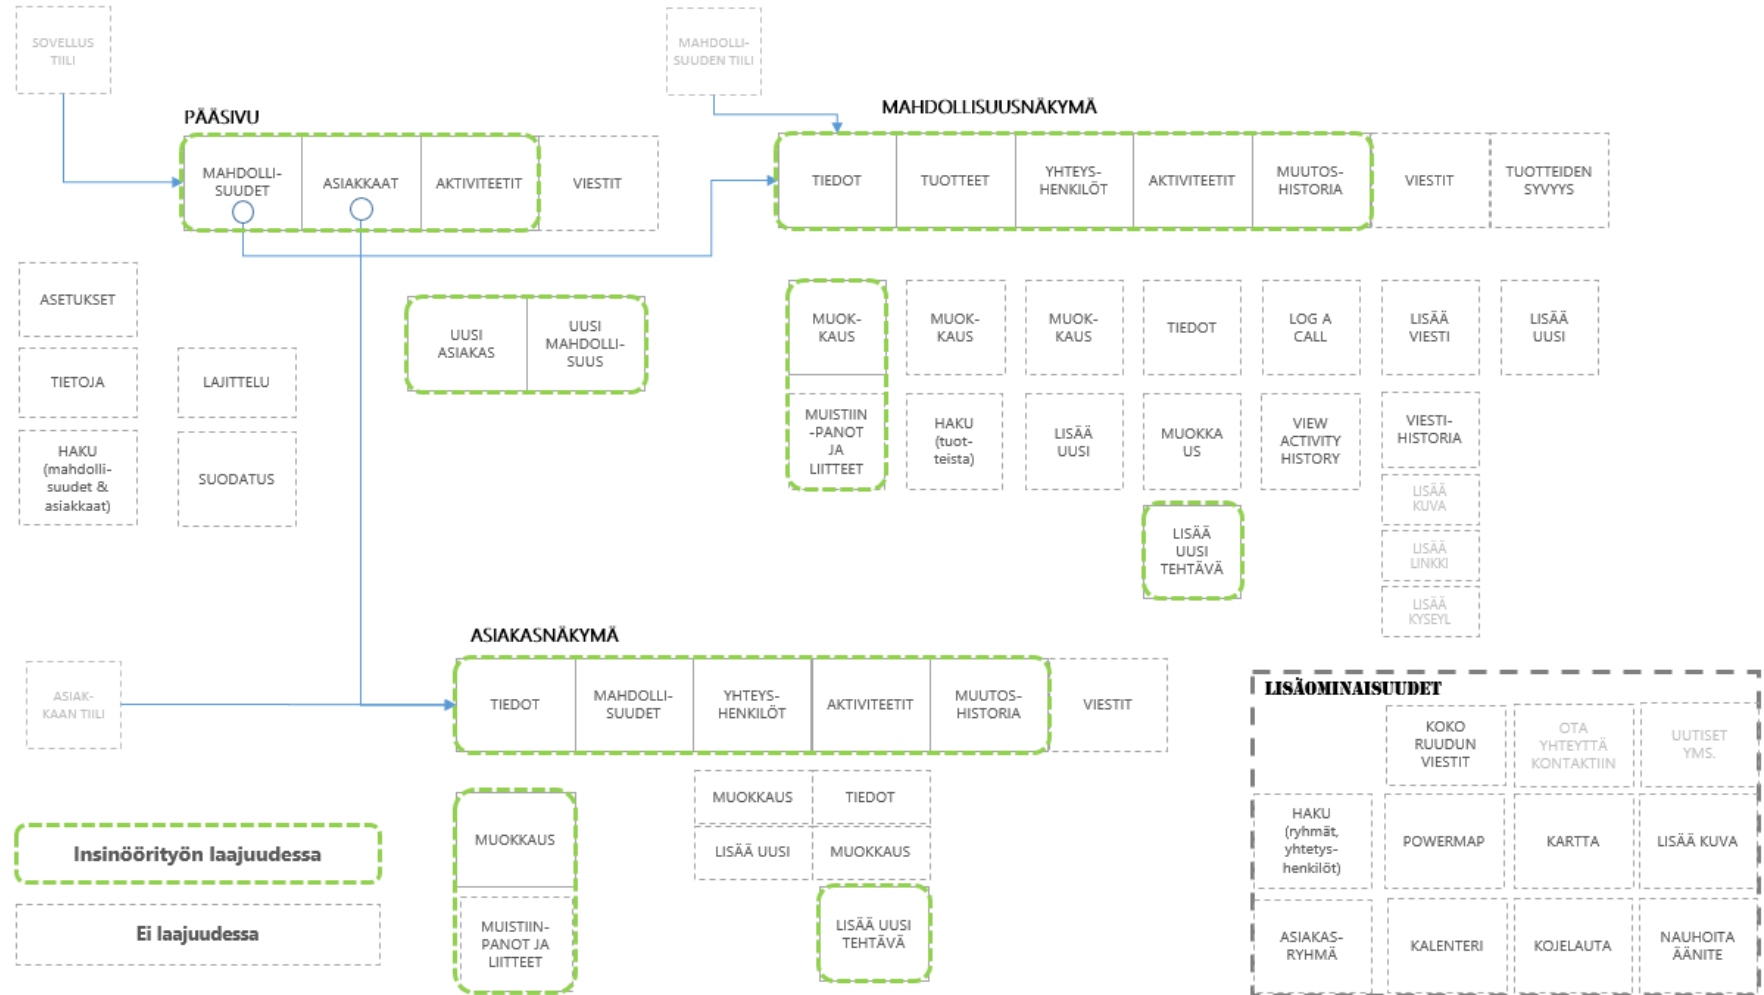 SOVELLUS
TIILI
MAHDOLLI-
SUUDEN TIILI
PÄÄSIVU
MAHDOLLI-
SUUDET
ASIAKKAAT
AKTIVITEETIT
VIESTIT
MAHDOLLISUUSNÄKYMÄ
TIEDOT
TUOTTEET
YHTEYS-
HENKILÖT
AKTIVITEETIT
MUUTOS-
HISTORIA
VIESTIT
TUOTTEIDEN
SYVYYS
ASETUKSET
TIETOJA
HAKU
(mahdolli-
suudet &
asiakkaat)
LAJITTELU
SUODATUS
UUSI
ASIAKAS
UUSI
MAHDOLLI-
SUUS
MUOK-
KAUS
MUOK-
KAUS
MUOK-
KAUS
TIEDOT
LOG A
CALL
LISÄÄ
VIESTI
LISÄÄ
UUSI
MUISTIIN
-PANOT
JA
LIITTEET
HAKU
(tuot-
teista)
LISÄÄ
UUSI
MUOKKA
US
VIEW
ACTIVITY
HISTORY
VIESTI-
HISTORIA
LISÄÄ
KUVA
LISÄÄ
LINKKI
LISÄÄ
KYSEYL
LISÄÄ
UUSI
TEHTÄVÄ
ASIAKASNÄKYMÄ
ASIAK-
KAAN TIILI
TIEDOT
MAHDOLLI-
SUUDET
YHTEYS-
HENKILÖT
AKTIVITEETIT
MUUTOS-
HISTORIA
VIESTIT
MUOKKAUS
MUISTIIN-
PANOT JA
LIITTEET
MUOKKAUS
TIEDOT
LISÄÄ UUSI
MUOKKAUS
LISÄÄ UUSI
TEHTÄVÄ
Insinöörityön laajuudessa
Ei laajuudessa
LISÄOMINAISUUDET
KOKO
RUUDUN
VIESTIT
OTA
YHTEYTTÄ
KONTAKTIIN
UUTISET
YMS.
HAKU
(ryhmät,
yhtetys-
henkilöt)
POWERMAP
KARTTA
LISÄÄ KUVA
ASIAKAS-
RYHMÄ
KALENTERI
KOJELAUTA
NAUHOITA
ÄÄNITE